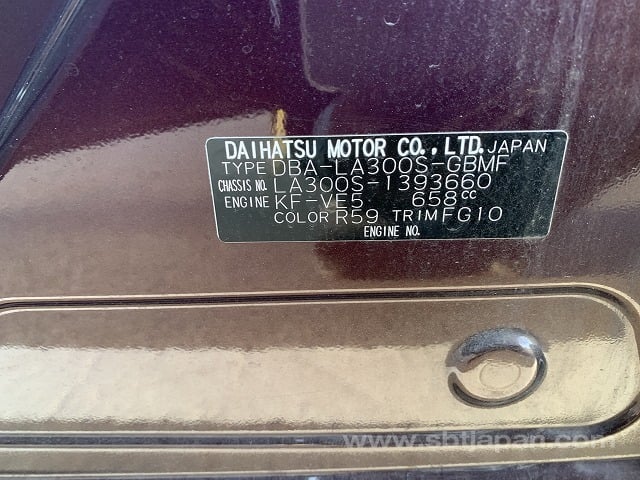 DAIHATSU MOTOR CO., LTD. JAPAN
TYPE DBA-LA300S-GBMF
CHASSIS NO. LA300S-1393660
ENGINE KF-VE5 658cc
COLOR R59 TRIM FG10
ENGINE NO.
www.sbtjapan.com